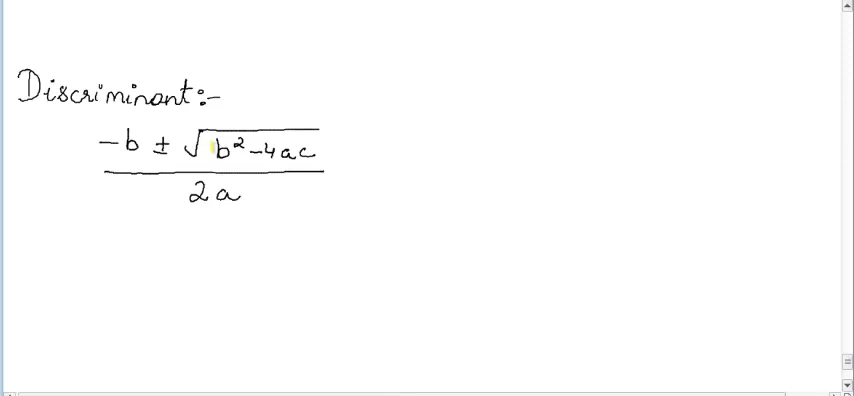 Discriminant:-
-b ± √b²-4ac
2a